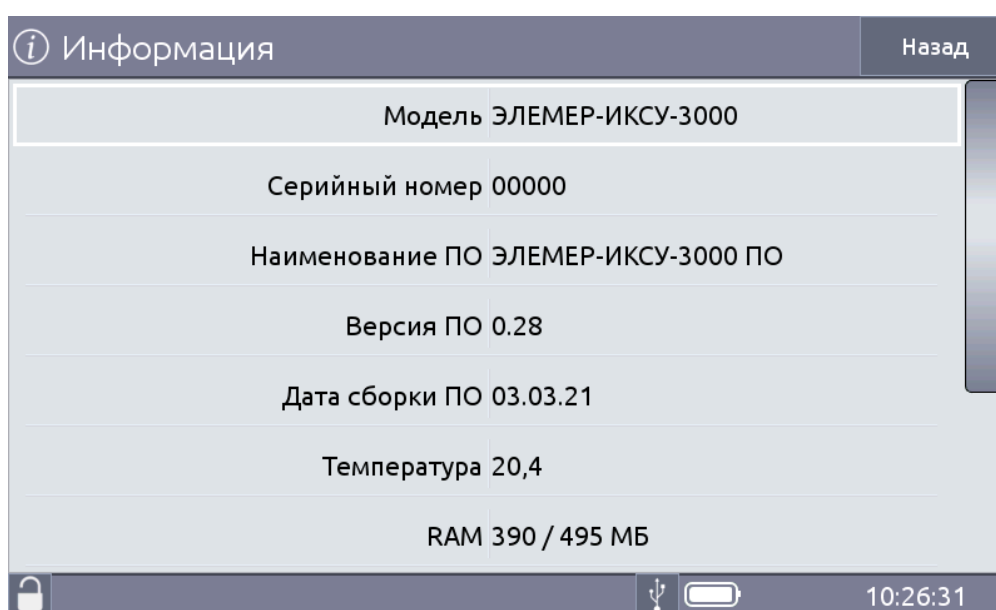 Информация
Назад
Модель ЭЛЕМЕР-ИКСУ-3000
Серийный номер 00000
Наименование ПО ЭЛЕМЕР-ИКСУ-3000 ПО
Версия ПО 0.28
Дата сборки ПО 03.03.21
Температура 20,4
RAM 390 / 495 МБ
10:26:31